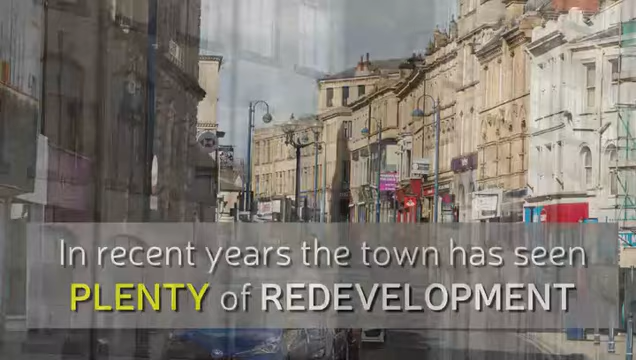 In recent years the town has seen
PLENTY of REDEVELOPMENT